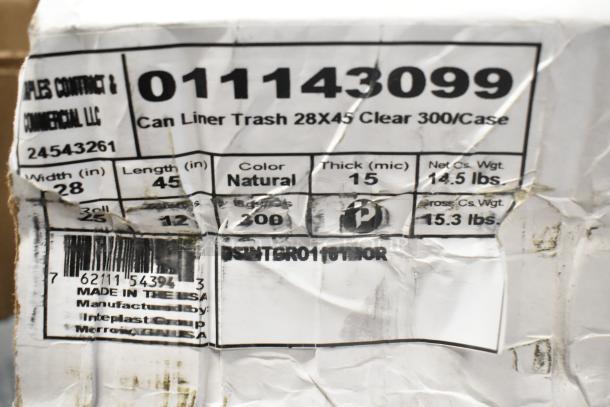 APLES CONTRACT &
COMMERCIAL LLC
24543261
011143099
Can Liner Trash 28X45 Clear 300/Case
Width (in)
28
Length (in)
45
Color
Natural
Thick (mic)
15
Net Cs. Wgt.
14.5 lbs.
25
12
300
P
Gross Cs. Wgt.
15.3 lbs.
7 62111 54394 3
MADE IN THE USA
Manufactured by:
Inteplast Group